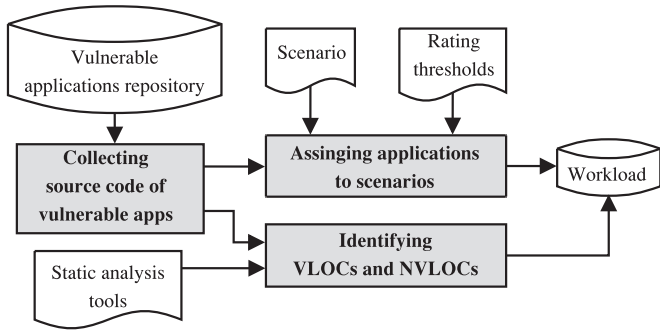 Vulnerable
applications repository
Scenario
Rating
thresholds
Collecting
source code of
vulnerable apps
Assinging applications
to scenarios
Workload
Identifying
VLOCs and NVLOCs
Static analysis
tools